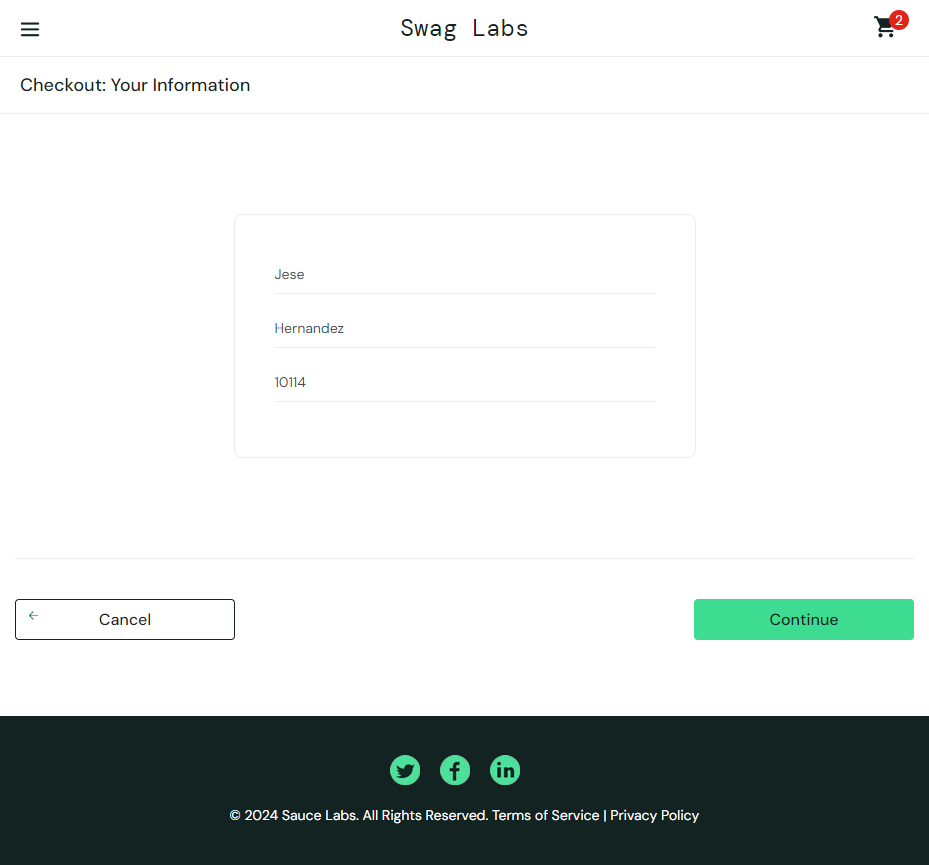 Swag Labs
2
Checkout: Your Information
Jese
Hernandez
10114
Cancel
Continue
© 2024 Sauce Labs. All Rights Reserved. Terms of Service | Privacy Policy